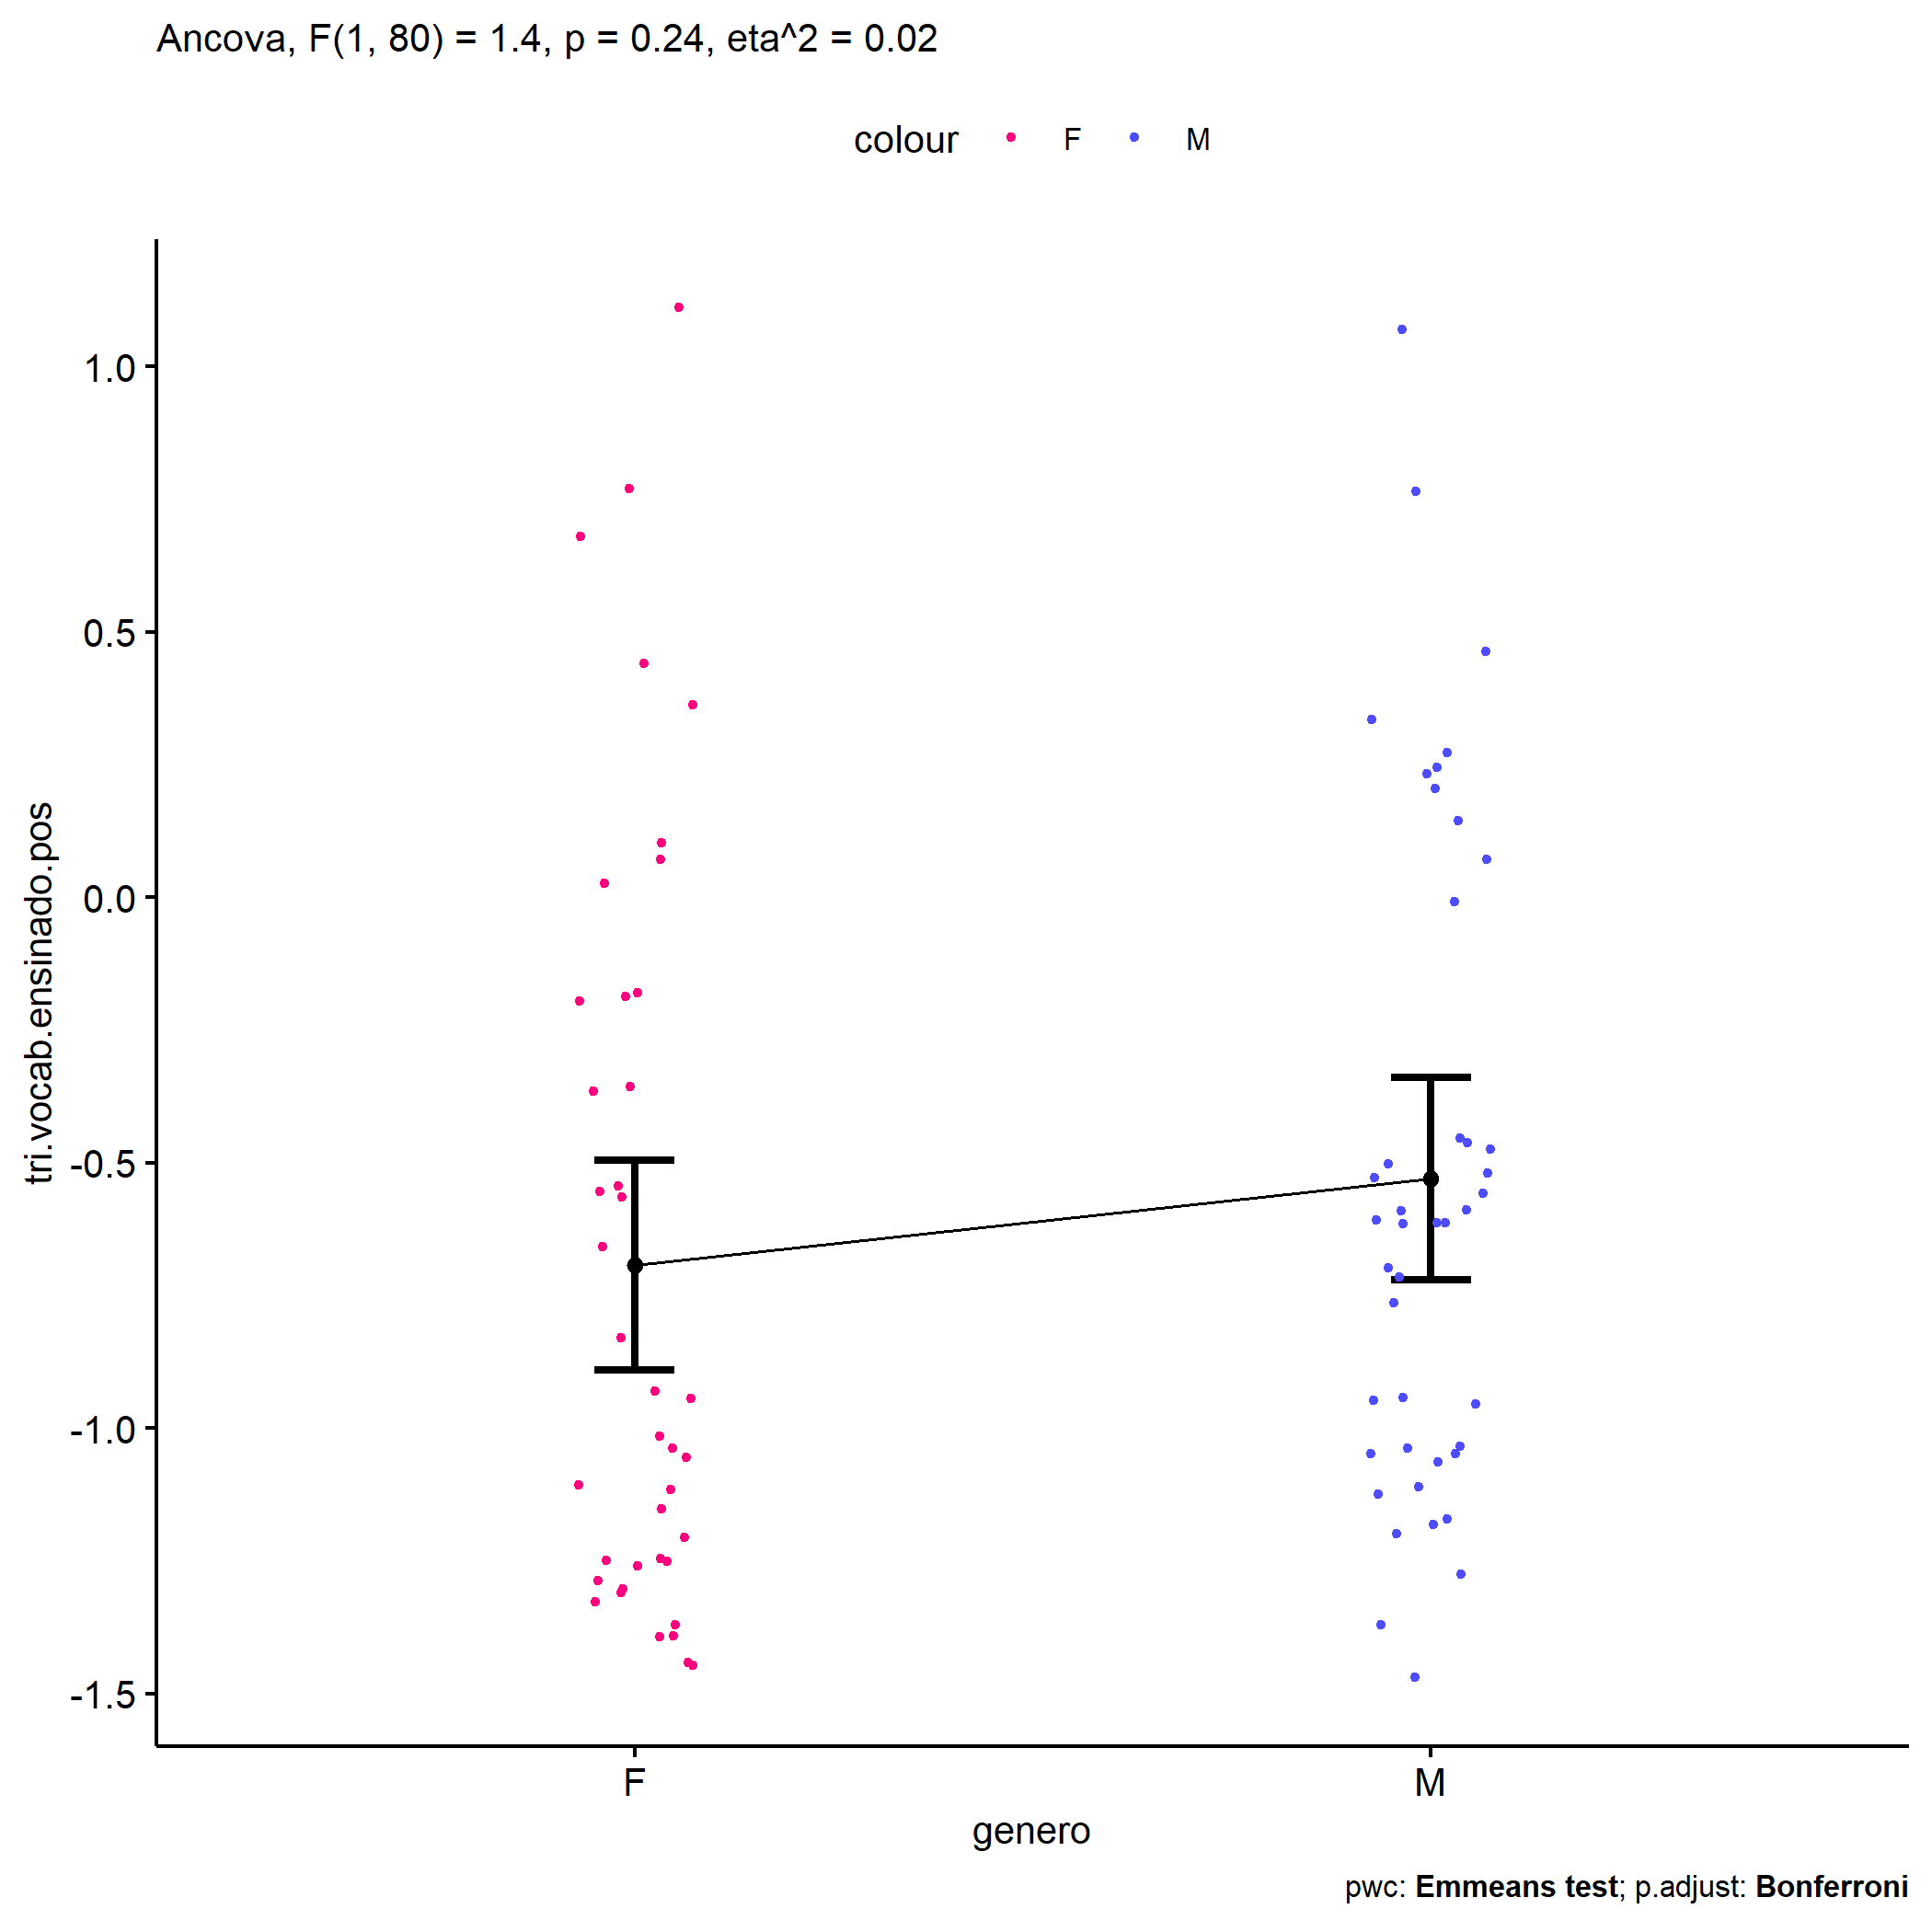 Ancova, F(1, 80) = 1.4, p = 0.24, eta^2 = 0.02
colour F M
tri.vocab.ensinado.pos
1.0
0.5
0.0
-0.5
-1.0
-1.5
F M
genero
pwc: Emmeans test; p.adjust: Bonferroni